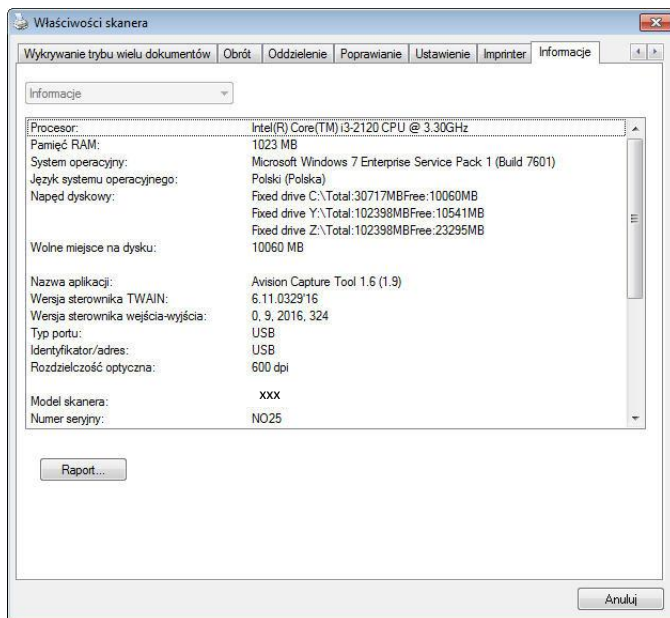 Właściwości skanera
Wykrywanie trybu wielu dokumentów Obrót Oddzielenie Poprawianie Ustawienie Imprinter Informacje
Informacje
Procesor: Intel(R) Core(TM) i3-2120 CPU @ 3.30GHz
Pamięć RAM: 1023 MB
System operacyjny: Microsoft Windows 7 Enterprise Service Pack 1 (Build 7601)
Język systemu operacyjnego: Polski (Polska)
Napęd dyskowy: Fixed drive C:\Total:30717MBFree:10060MB
Fixed drive Y:\Total:102398MBFree:10541MB
Fixed drive Z:\Total:102398MBFree:23295MB
Wolne miejsce na dysku: 10060 MB
Nazwa aplikacji: Avision Capture Tool 1.6 (1.9)
Wersja sterownika TWAIN: 6.11.0329'16
Wersja sterownika wejścia-wyjścia: 0, 9, 2016, 324
Typ portu: USB
Identyfikator/adres: USB
Rozdzielczość optyczna: 600 dpi
Model skanera: xxx
Numer seryjny: NO25
Raport...
Anuluj